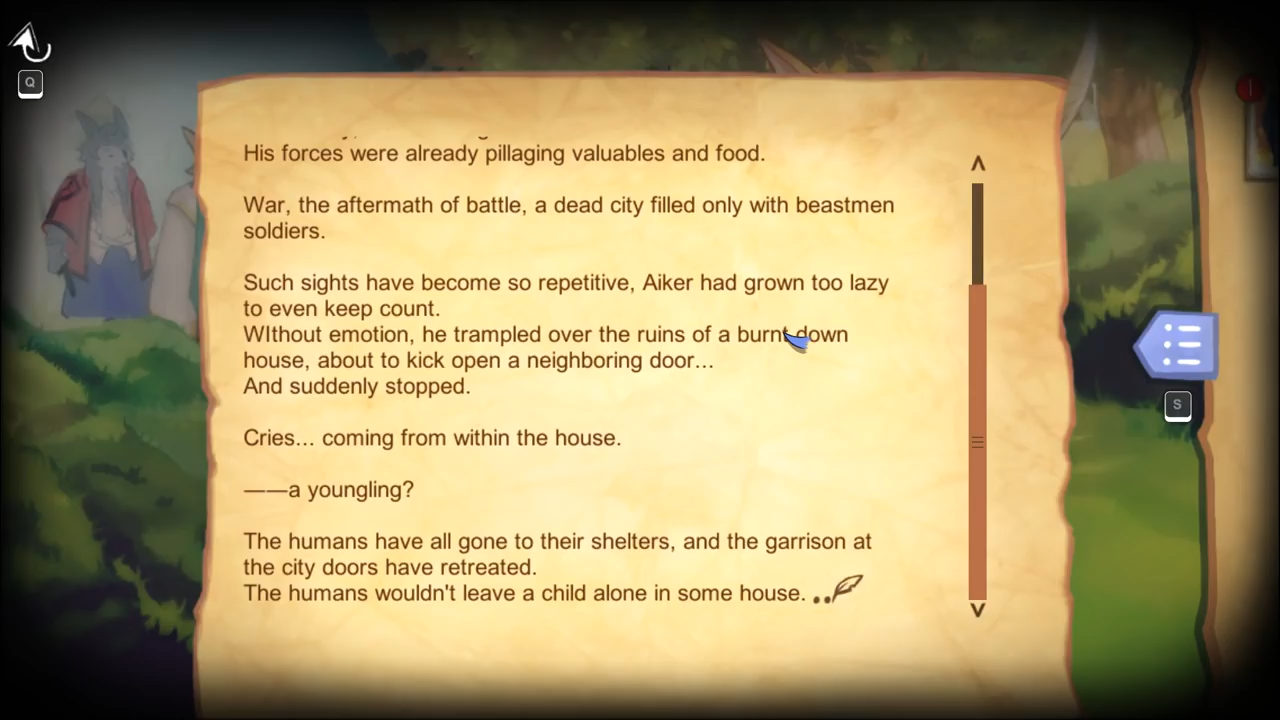 Q
His forces were already pillaging valuables and food.
War, the aftermath of battle, a dead city filled only with beastmen
soldiers.
Such sights have become so repetitive, Aiker had grown too lazy
to even keep count.
WIthout emotion, he trampled over the ruins of a burnt down
house, about to kick open a neighboring door...
And suddenly stopped.
Cries... coming from within the house.
——a youngling?
The humans have all gone to their shelters, and the garrison at
the city doors have retreated.
The humans wouldn't leave a child alone in some house.
S